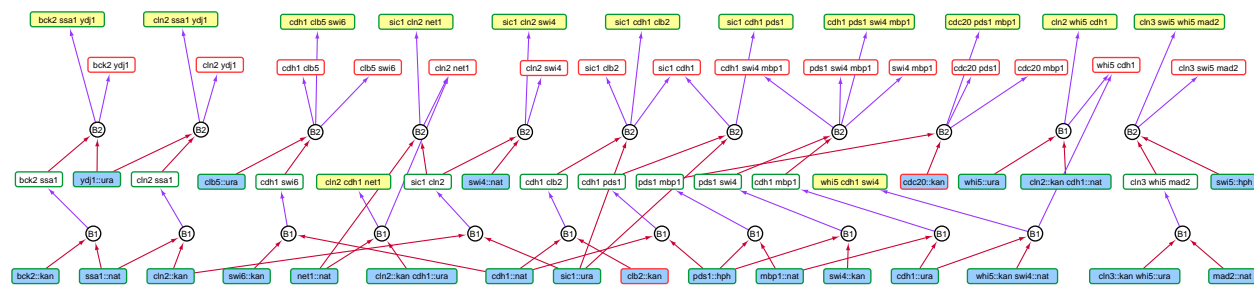 bck2 ssa1 ydj1
cln2 ssa1 ydj1
cdh1 clb5 swi6
sic1 cln2 net1
sic1 cln2 swi4
sic1 cdh1 clb2
sic1 cdh1 pds1
cdh1 pds1 swi4 mbp1
cdc20 pds1 mbp1
cln2 whi5 cdh1
cln3 swi5 whi5 mad2
bck2 ydj1
cln2 ydj1
cdh1 clb5
clb5 swi6
cln2 net1
cln2 swi4
sic1 clb2
sic1 cdh1
cdh1 swi4 mbp1
pds1 swi4 mbp1
swi4 mbp1
cdc20 pds1
cdc20 mbp1
whi5 cdh1
cln3 swi5 mad2
B2
B2
B2
B2
B2
B2
B2
B2
B2
B1
B2
bck2 ssa1
ydj1::ura
cln2 ssa1
clb5::ura
cdh1 swi6
cln2 cdh1 net1
sic1 cln2
swi4::nat
cdh1 clb2
cdh1 pds1
pds1 mbp1
pds1 swi4
cdh1 mbp1
whi5 cdh1 swi4
cdc20::kan
whi5::ura
cln2::kan cdh1::nat
cln3 whi5 mad2
swi5::hph
B1
B1
B1
B1
B1
B1
B1
B1
B1
B1
B1
B1
bck2::kan
ssa1::nat
cln2::kan
swi6::kan
net1::nat
cln2::kan cdh1::ura
cdh1::nat
sic1::ura
clb2::kan
pds1::hph
mbp1::nat
swi4::kan
cdh1::ura
whi5::kan swi4::nat
cln3::kan whi5::ura
mad2::nat